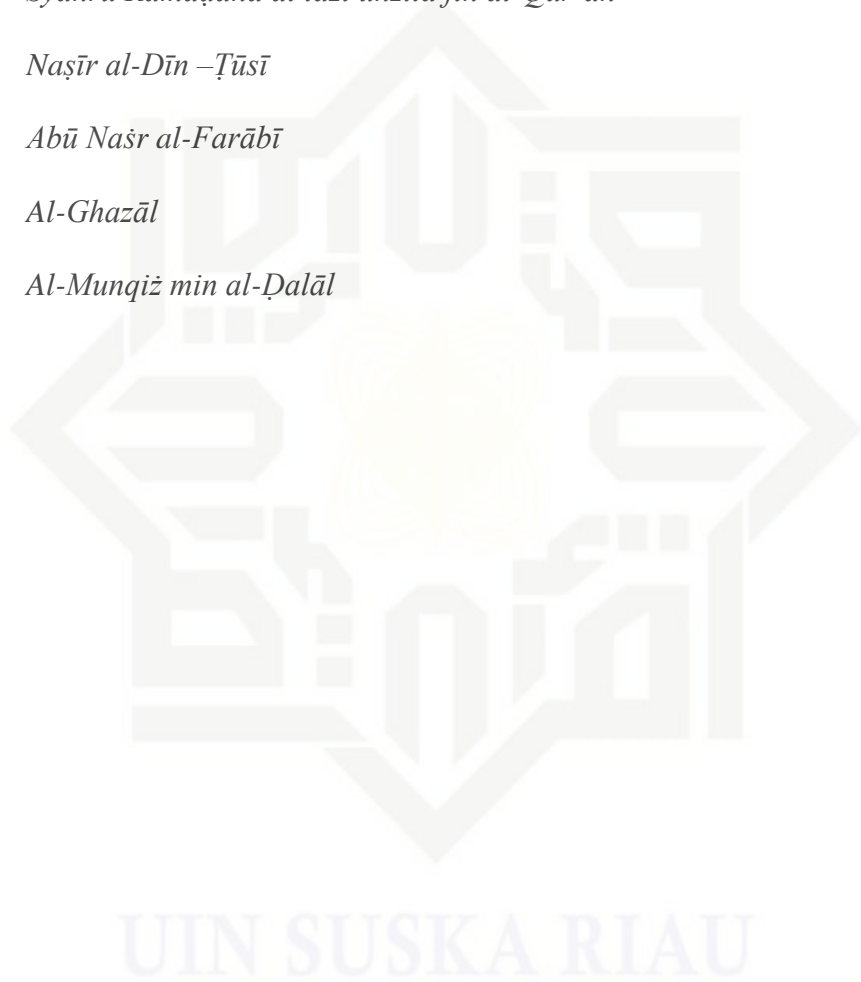 Naṣīr al-Dīn –Ṭūsī
Abū Naṡr al-Farābī
Al-Ghazāl
Al-Munqiż min al-Ḍalāl
UIN SUSKA RIAU